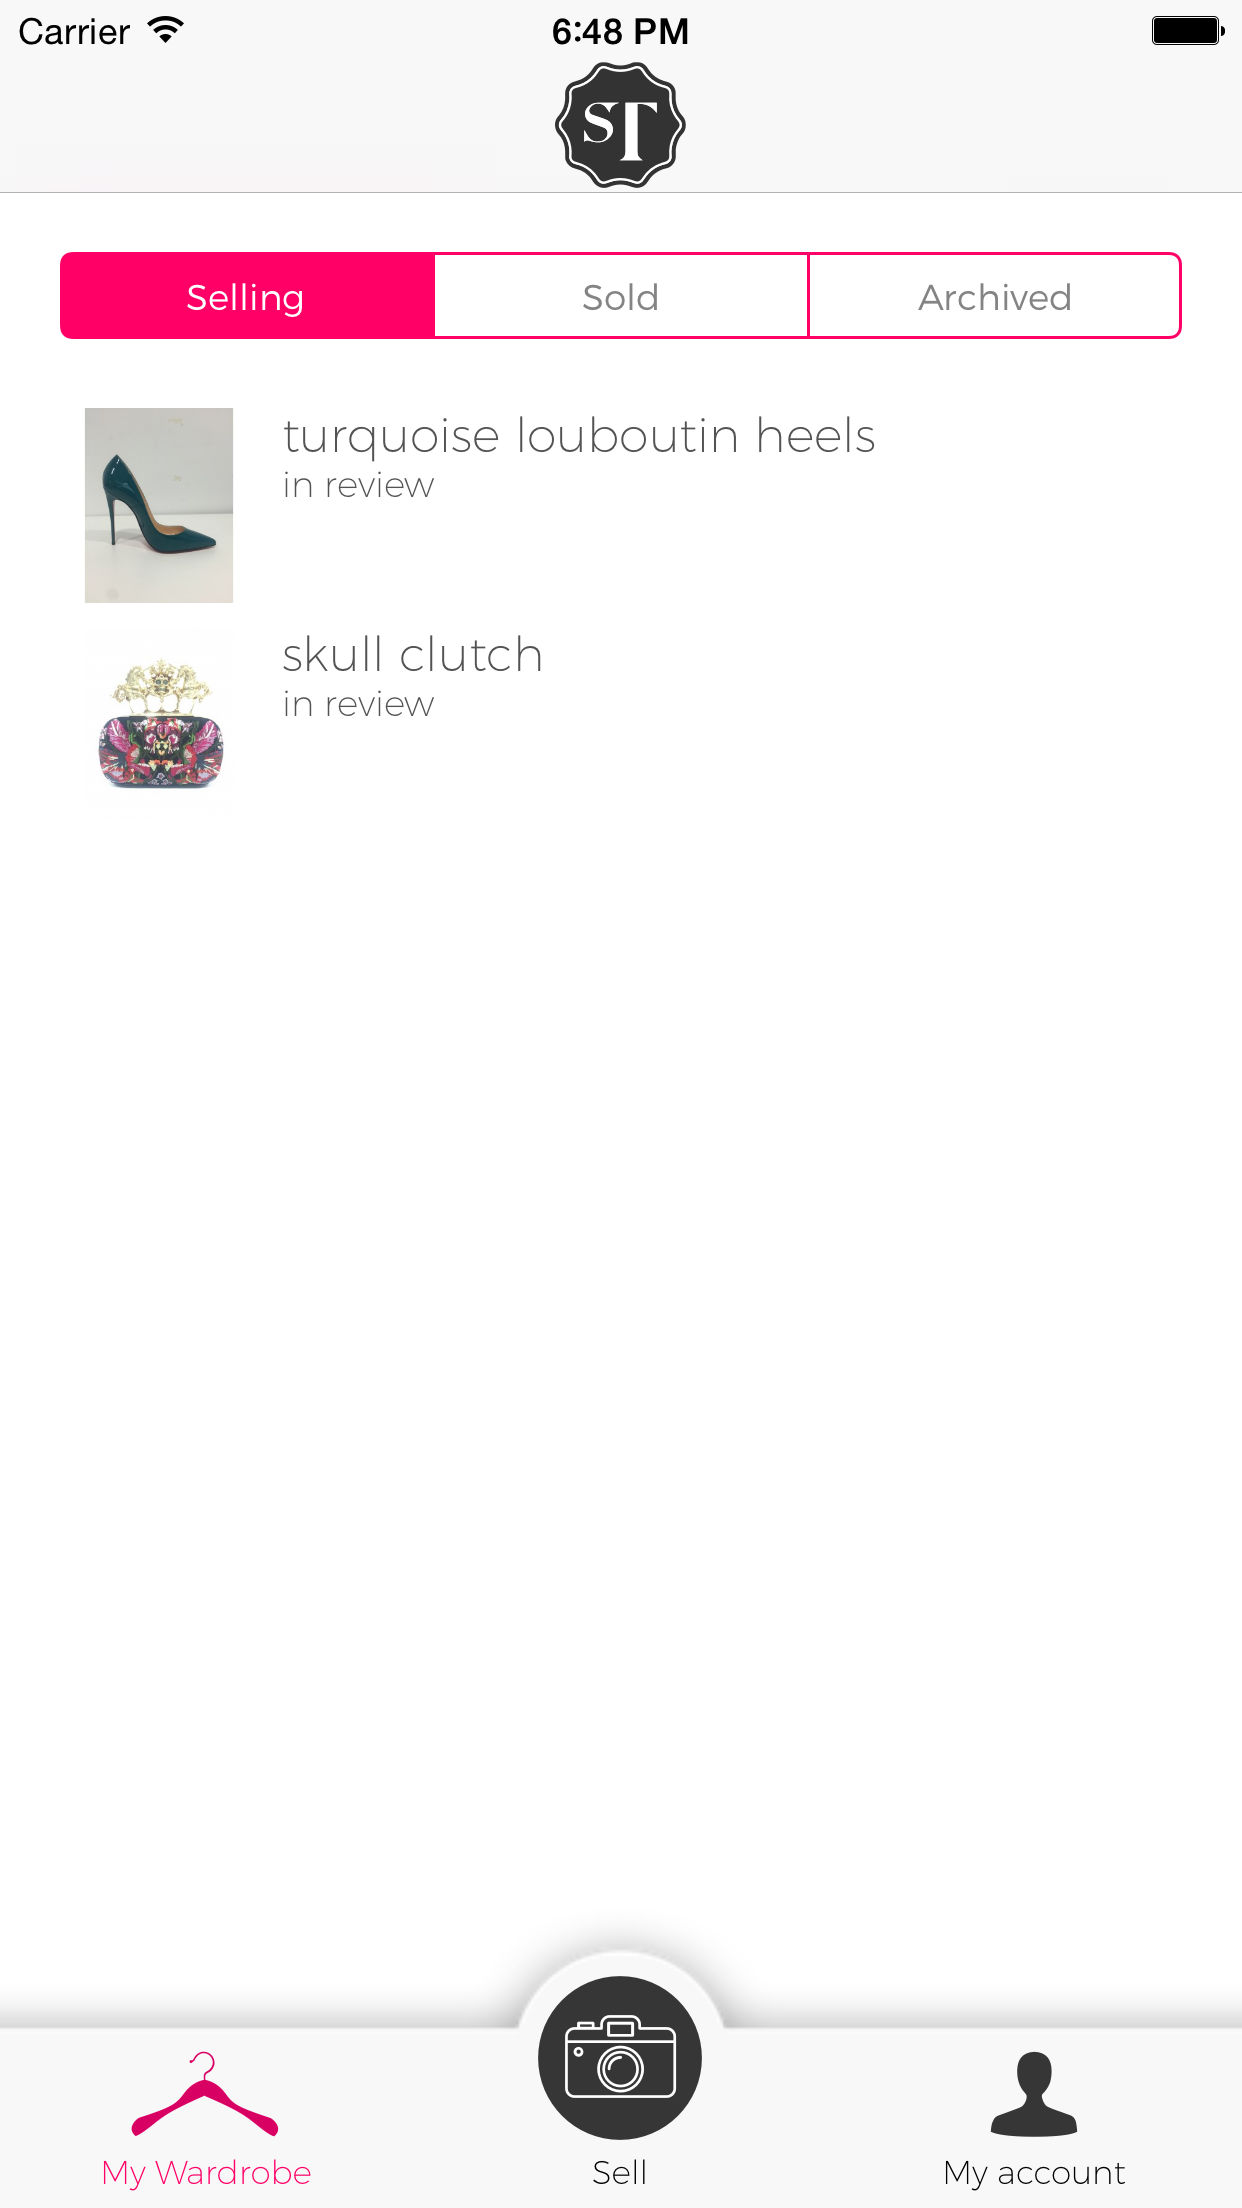 Carrier 6:48 PM
ST
Selling Sold Archived
turquoise louboutin heels
in review
skull clutch
in review
My Wardrobe Sell My account